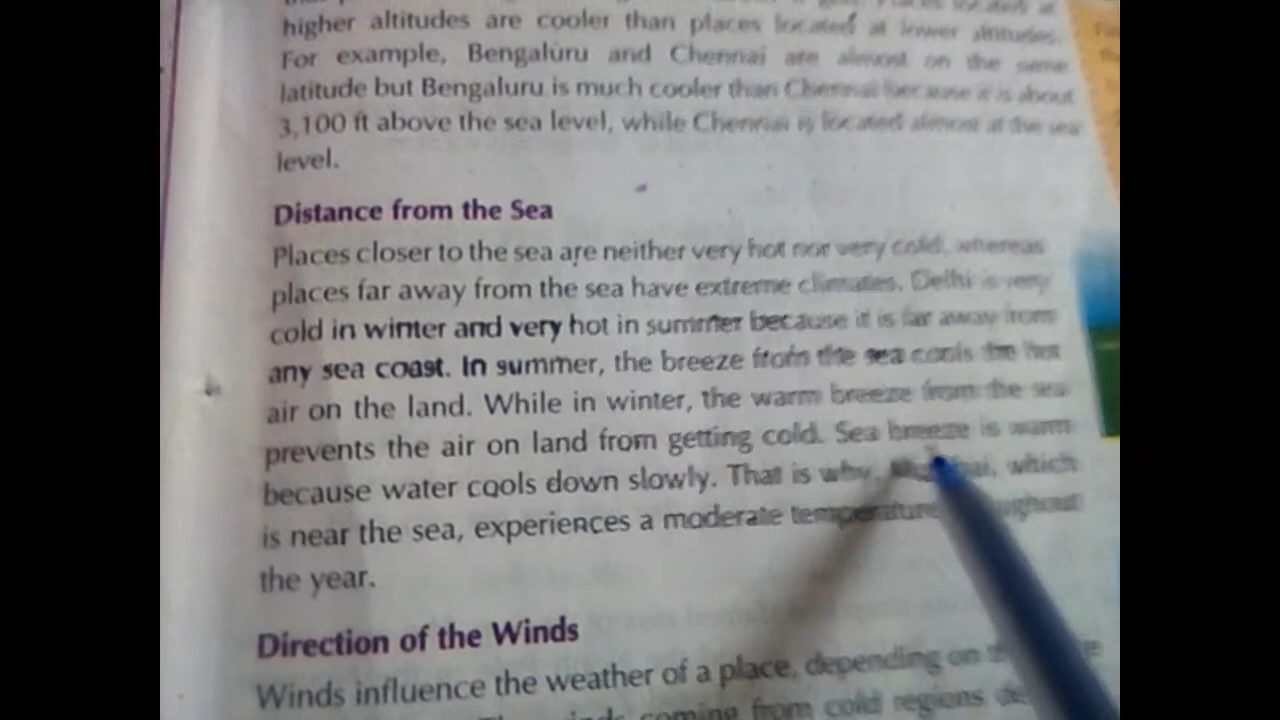 higher altitudes are cooler than places located at lower altitudes.
For example, Bengaluru and Chennai are almost on the same
latitude but Bengaluru is much cooler than Chennai because it is about
3,100 ft above the sea level, while Chennai is located almost at the sea
level.
Distance from the Sea
Places closer to the sea are neither very hot nor very cold, whereas
places far away from the sea have extreme climates. Delhi is very
cold in winter and very hot in summer because it is far away from
any sea coast. In summer, the breeze from the sea cools the hot
air on the land. While in winter, the warm breeze from the sea
prevents the air on land from getting cold. Sea breeze is warm
because water cools down slowly. That is why, which
is near the sea, experiences a moderate temperature
the year.
Direction of the Winds
Winds influence the weather of a place, depending on
coming from cold regions